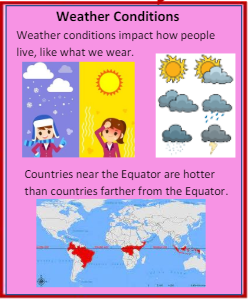 Weather Conditions
Weather conditions impact how people
live, like what we wear.
Countries near the Equator are hotter
than countries farther from the Equator.